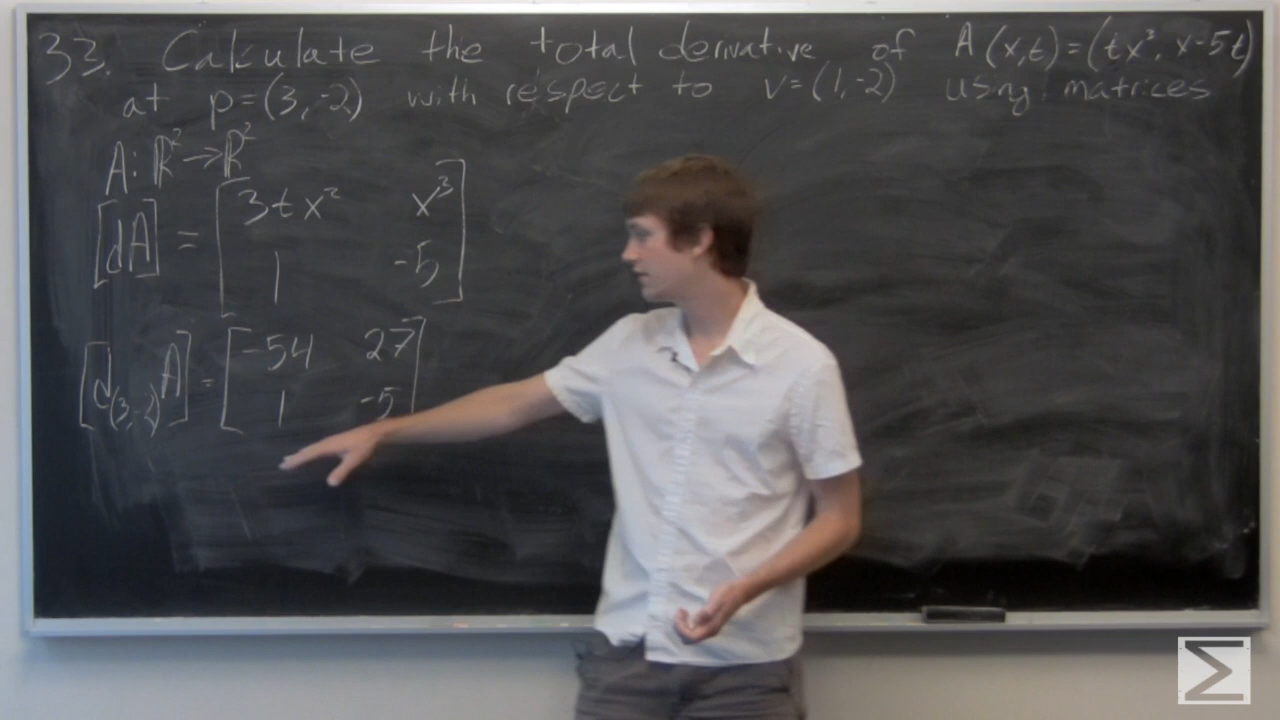 33. Calculate the total derivative of A(x,t)=(tx³, x-5t)
at p=(3,-2) with respect to v=(1,-2) using matrices
A: ℝ²→ℝ²
[dA] = [3tx² x³
1 -5]
[d₍₃,₋₂₎A] = [-54 27
1 -5]
Σ